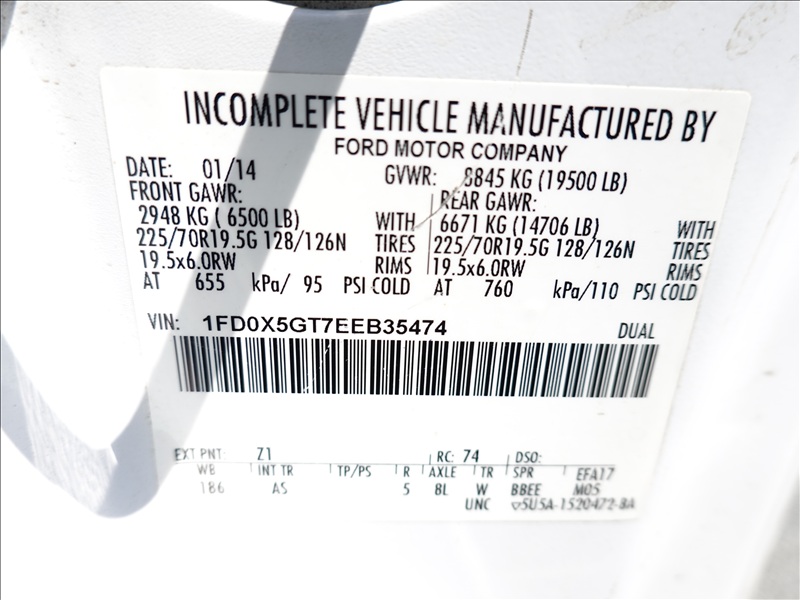 INCOMPLETE VEHICLE MANUFACTURED BY
FORD MOTOR COMPANY
DATE: 01/14 GVWR: 8845 KG (19500 LB)
FRONT GAWR: REAR GAWR:
2948 KG ( 6500 LB) WITH 6671 KG (14706 LB) WITH
225/70R19.5G 128/126N TIRES 225/70R19.5G 128/126N TIRES
19.5x6.0RW RIMS 19.5x6.0RW RIMS
AT 655 kPa/ 95 PSI COLD AT 760 kPa/110 PSI COLD
VIN: 1FD0X5GT7EEB35474 DUAL
EXT PNT: Z1 RC: 74 DSO:
WB INT TR TP/PS R AXLE TR SPR EFA17
186 AS 5 8L W BBEE M05
UNC 5U5A-1520472-BA